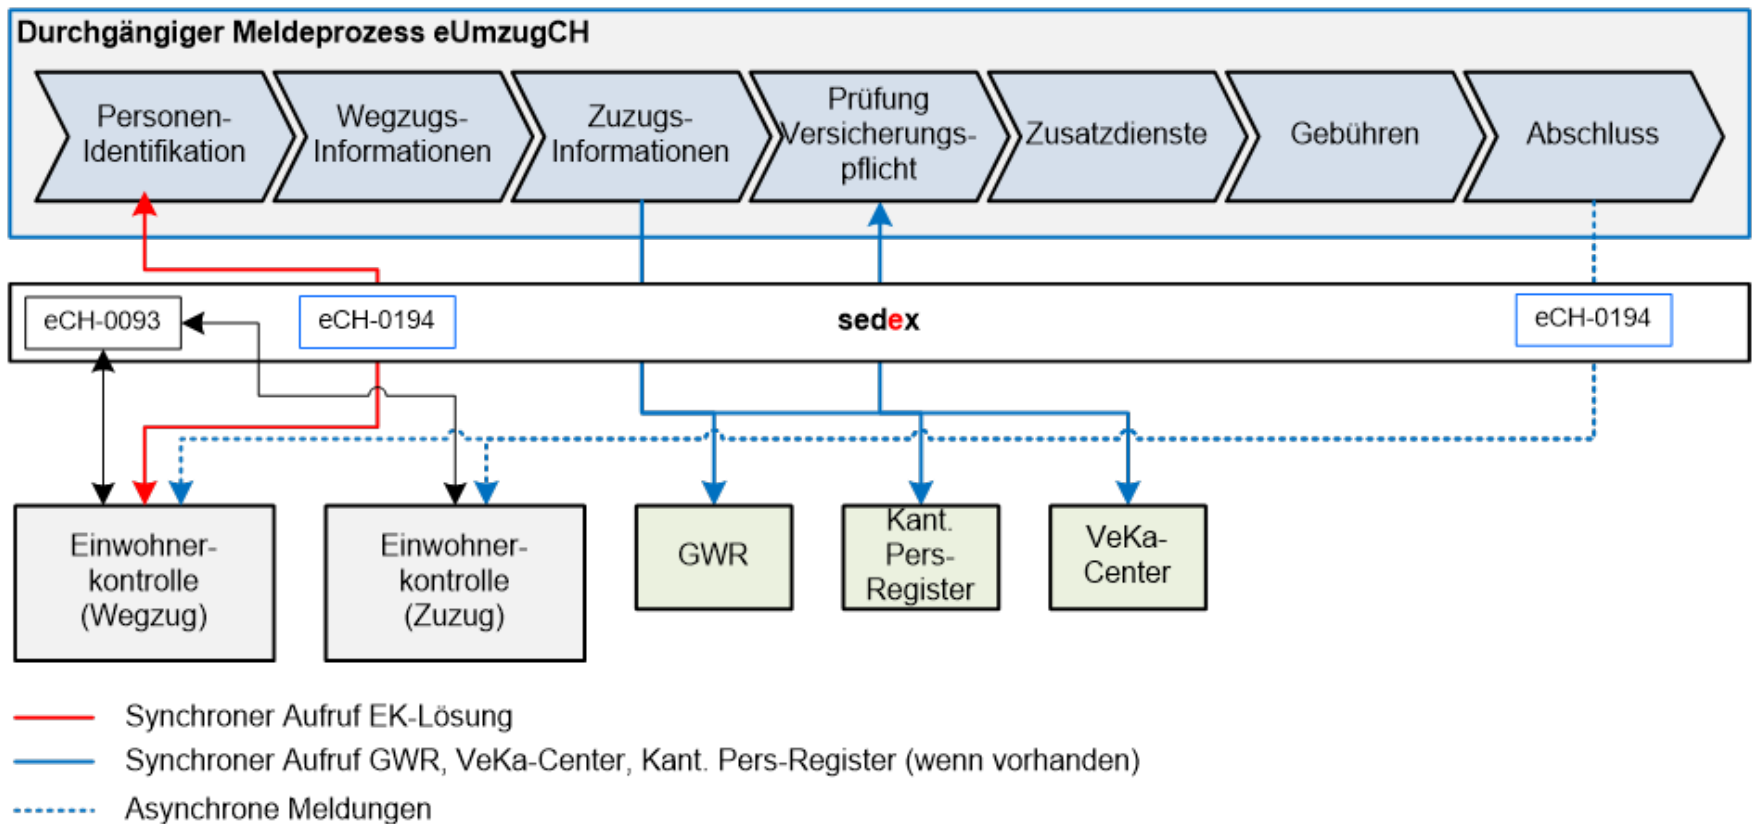 Durchgängiger Meldeprozess eUmzugCH
Personen-
Identifikation
Wegzugs-
Informationen
Zuzugs-
Informationen
Prüfung
Versicherungs-
pflicht
Zusatzdienste
Gebühren
Abschluss
eCH-0093
eCH-0194
sedex
eCH-0194
Einwohner-
kontrolle
(Wegzug)
Einwohner-
kontrolle
(Zuzug)
GWR
Kant.
Pers-
Register
VeKa-
Center
Synchroner Aufruf EK-Lösung
Synchroner Aufruf GWR, VeKa-Center, Kant. Pers-Register (wenn vorhanden)
Asynchrone Meldungen